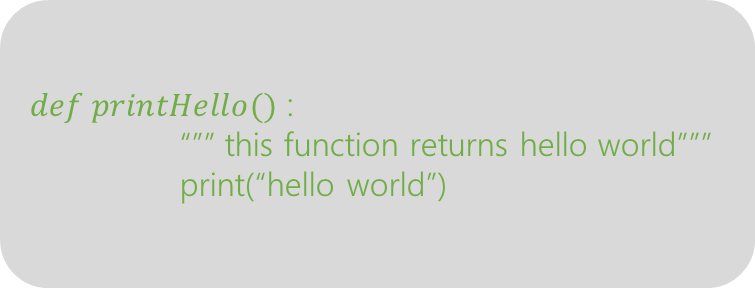 def printHello() :
“”” this function returns hello world”””
print(“hello world”)